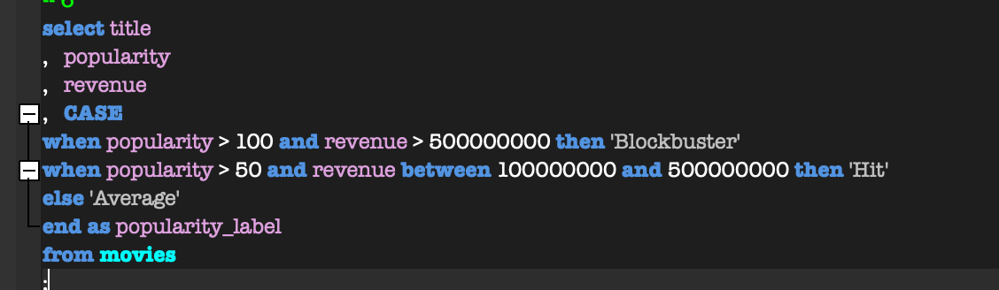 -- 6
select title
, popularity
, revenue
, CASE
when popularity > 100 and revenue > 500000000 then 'Blockbuster'
when popularity > 50 and revenue between 100000000 and 500000000 then 'Hit'
else 'Average'
end as popularity_label
from movies
;